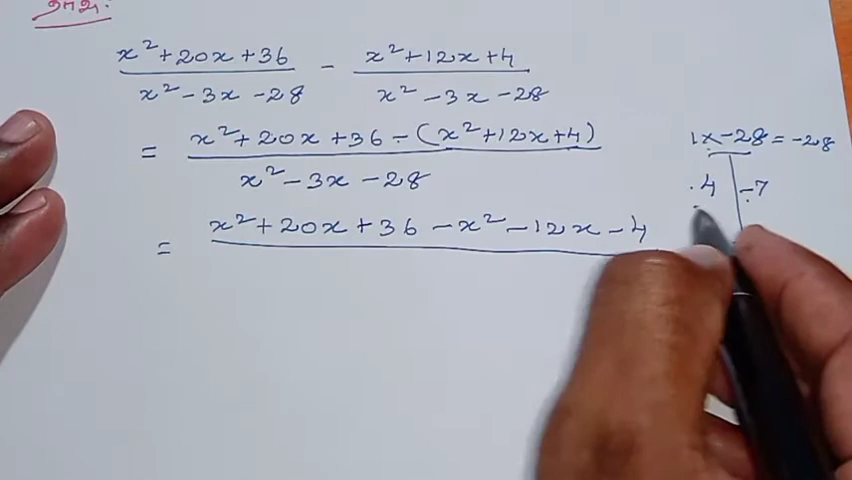 x² + 20x + 36 / x² - 3x - 28 - x² + 12x + 4 / x² - 3x - 28
= x² + 20x + 36 - (x² + 12x + 4) / x² - 3x - 28
1 x -28 = -28
4 | -7
= x² + 20x + 36 - x² - 12x - 4